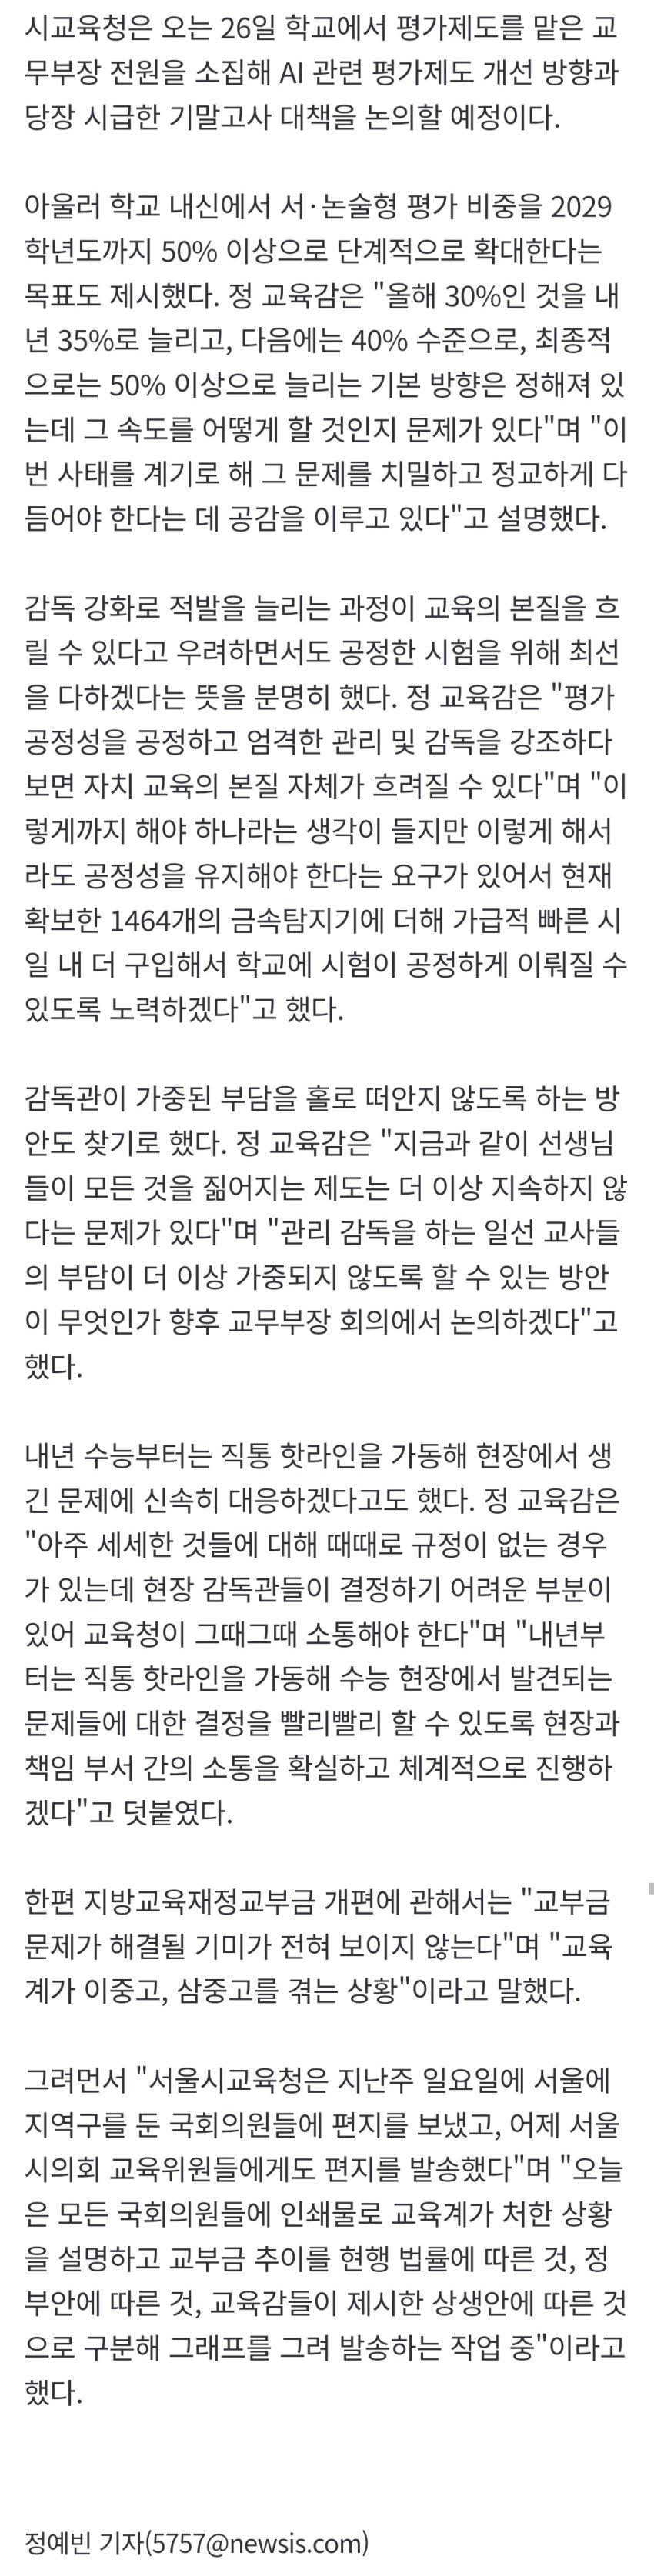 시교육청은 오는 26일 학교에서 평가제도를 맡은 교
무부장 전원을 소집해 AI 관련 평가제도 개선 방향과
당장 시급한 기말고사 대책을 논의할 예정이다.
아울러 학교 내신에서 서·논술형 평가 비중을 2029
학년도까지 50% 이상으로 단계적으로 확대한다는
목표도 제시했다. 정 교육감은 "올해 30%인 것을 내
년 35%로 늘리고, 다음에는 40% 수준으로, 최종적
으로는 50% 이상으로 늘리는 기본 방향은 정해져 있
는데 그 속도를 어떻게 할 것인지 문제가 있다"며 "이
번 사태를 계기로 해 그 문제를 치밀하고 정교하게 다
듬어야 한다는 데 공감을 이루고 있다"고 설명했다.
감독 강화로 적발을 늘리는 과정이 교육의 본질을 흐
릴 수 있다고 우려하면서도 공정한 시험을 위해 최선
을 다하겠다는 뜻을 분명히 했다. 정 교육감은 "평가
공정성을 공정하고 엄격한 관리 및 감독을 강조하다
보면 자치 교육의 본질 자체가 흐려질 수 있다"며 "이
렇게까지 해야 하나라는 생각이 들지만 이렇게 해서
라도 공정성을 유지해야 한다는 요구가 있어서 현재
확보한 1464개의 금속탐지기에 더해 가급적 빠른 시
일 내 더 구입해서 학교에 시험이 공정하게 이뤄질 수
있도록 노력하겠다"고 했다.
감독관이 가중된 부담을 홀로 떠안지 않도록 하는 방
안도 찾기로 했다. 정 교육감은 "지금과 같이 선생님
들이 모든 것을 짊어지는 제도는 더 이상 지속하지 않
다는 문제가 있다"며 "관리 감독을 하는 일선 교사들
의 부담이 더 이상 가중되지 않도록 할 수 있는 방안
이 무엇인가 향후 교무부장 회의에서 논의하겠다"고
했다.
내년 수능부터는 직통 핫라인을 가동해 현장에서 생
긴 문제에 신속히 대응하겠다고도 했다. 정 교육감은
"아주 세세한 것들에 대해 때때로 규정이 없는 경우
가 있는데 현장 감독관들이 결정하기 어려운 부분이
있어 교육청이 그때그때 소통해야 한다"며 "내년부
터는 직통 핫라인을 가동해 수능 현장에서 발견되는
문제들에 대한 결정을 빨리빨리 할 수 있도록 현장과
책임 부서 간의 소통을 확실하고 체계적으로 진행하
겠다"고 덧붙였다.
한편 지방교육재정교부금 개편에 관해서는 "교부금
문제가 해결될 기미가 전혀 보이지 않는다"며 "교육
계가 이중고, 삼중고를 겪는 상황"이라고 말했다.
그려먼서 "서울시교육청은 지난주 일요일에 서울에
지역구를 둔 국회의원들에 편지를 보냈고, 어제 서울
시의회 교육위원들에게도 편지를 발송했다"며 "오늘
은 모든 국회의원들에 인쇄물로 교육계가 처한 상황
을 설명하고 교부금 추이를 현행 법률에 따른 것, 정
부안에 따른 것, 교육감들이 제시한 상생안에 따른 것
으로 구분해 그래프를 그려 발송하는 작업 중"이라고
했다.
정예빈 기자(5757@newsis.com)